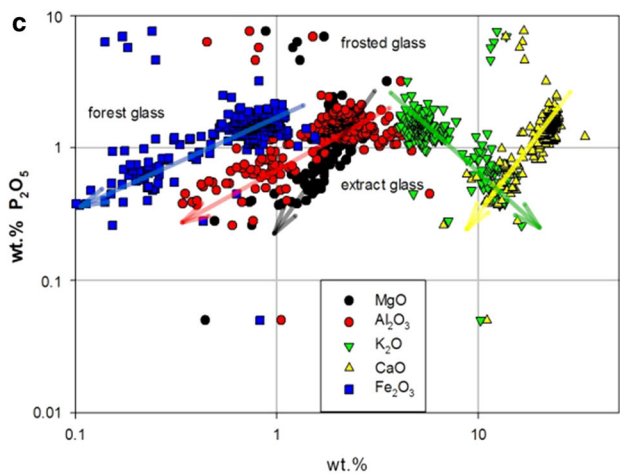 c
10
frosted glass
forest glass
1
extract glass
wt.% P₂O₅
0.1
MgO
Al₂O₃
K₂O
CaO
Fe₂O₃
0.01
0.1 1 10
wt.%